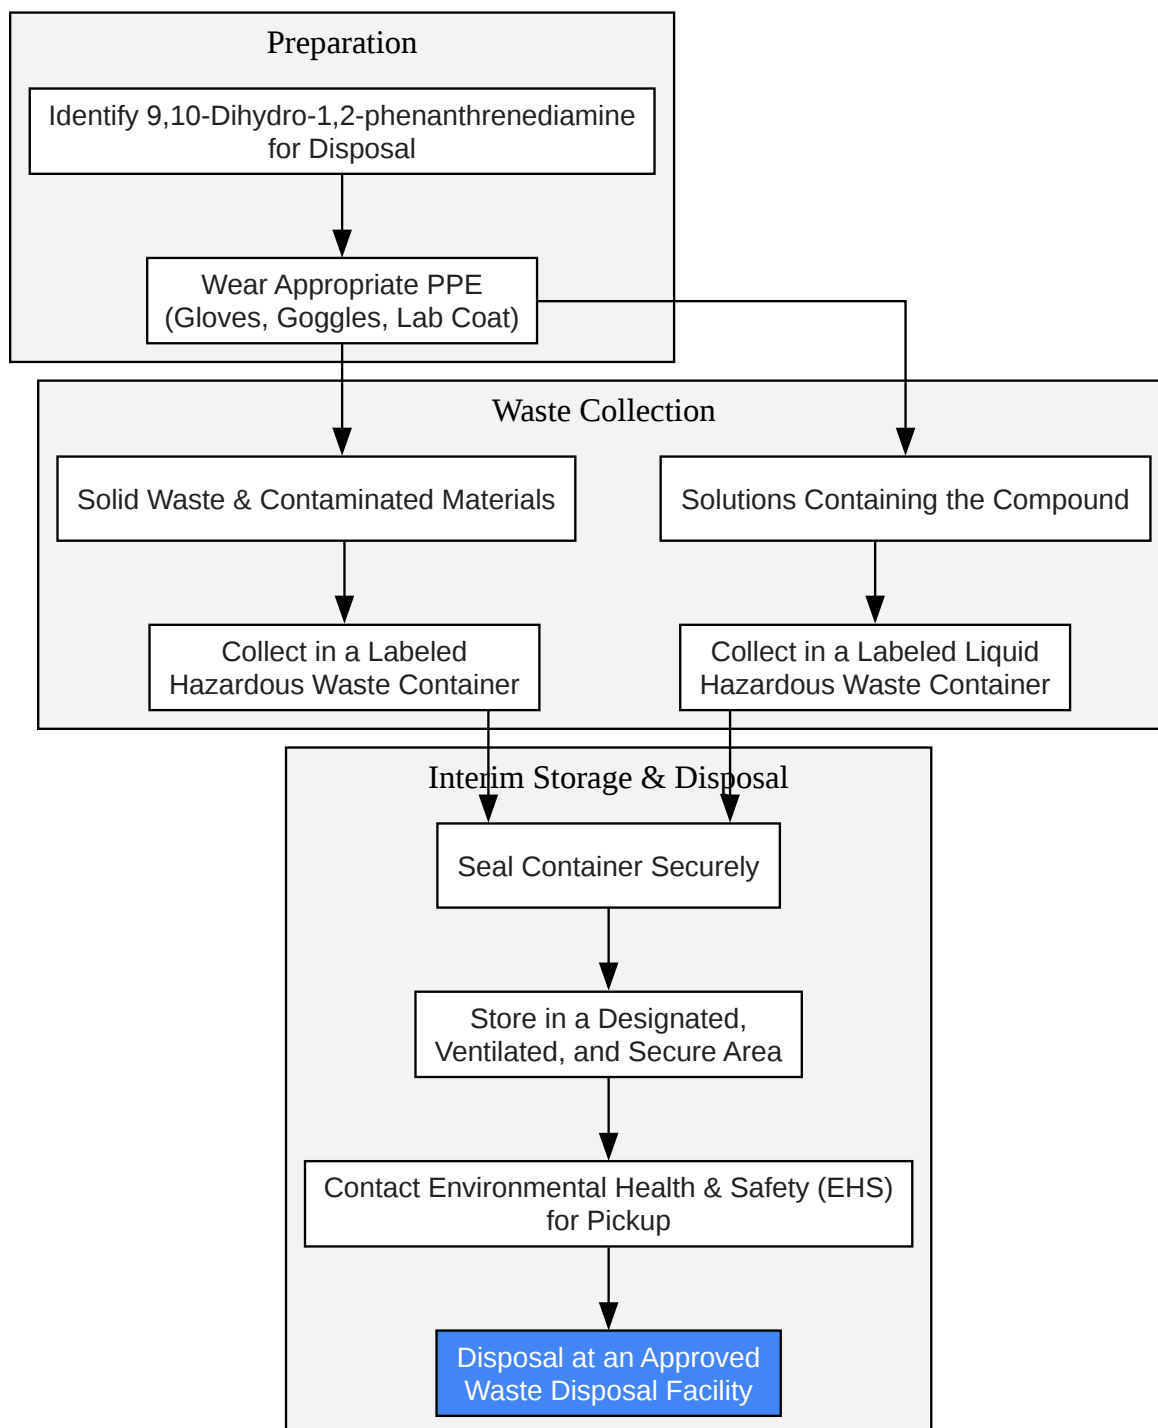 Preparation
Identify 9,10-Dihydro-1,2-phenanthrenediamine
for Disposal
Wear Appropriate PPE
(Gloves, Goggles, Lab Coat)
Waste Collection
Solid Waste & Contaminated Materials
Solutions Containing the Compound
Collect in a Labeled
Hazardous Waste Container
Collect in a Labeled Liquid
Hazardous Waste Container
Interim Storage & Disposal
Seal Container Securely
Store in a Designated,
Ventilated, and Secure Area
Contact Environmental Health & Safety (EHS)
for Pickup
Disposal at an Approved
Waste Disposal Facility